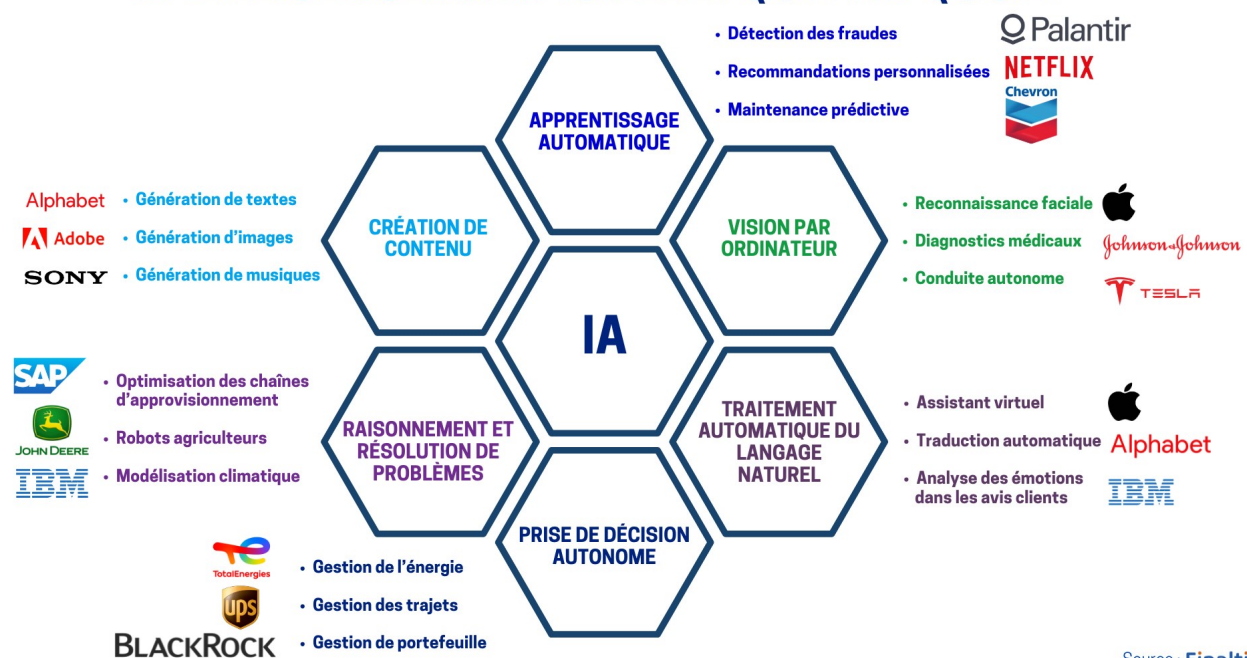 • Détection des fraudes
Palantir
• Recommandations personnalisées
NETFLIX
• Maintenance prédictive
Chevron
APPRENTISSAGE
AUTOMATIQUE
Alphabet
• Génération de textes
Adobe
• Génération d'images
SONY
• Génération de musiques
CRÉATION DE
CONTENU
VISION PAR
ORDINATEUR
• Reconnaissance faciale
• Diagnostics médicaux
Johnson&Johnson
• Conduite autonome
TESLA
IA
SAP
• Optimisation des chaînes
d'approvisionnement
JOHN DEERE
• Robots agriculteurs
IBM
• Modélisation climatique
RAISONNEMENT ET
RÉSOLUTION DE
PROBLÈMES
TRAITEMENT
AUTOMATIQUE DU
LANGAGE
NATUREL
• Assistant virtuel
• Traduction automatique
Alphabet
• Analyse des émotions
dans les avis clients
IBM
PRISE DE DÉCISION
AUTONOME
TotalEnergies
• Gestion de l'énergie
ups
• Gestion des trajets
BLACKROCK
• Gestion de portefeuille
Source :